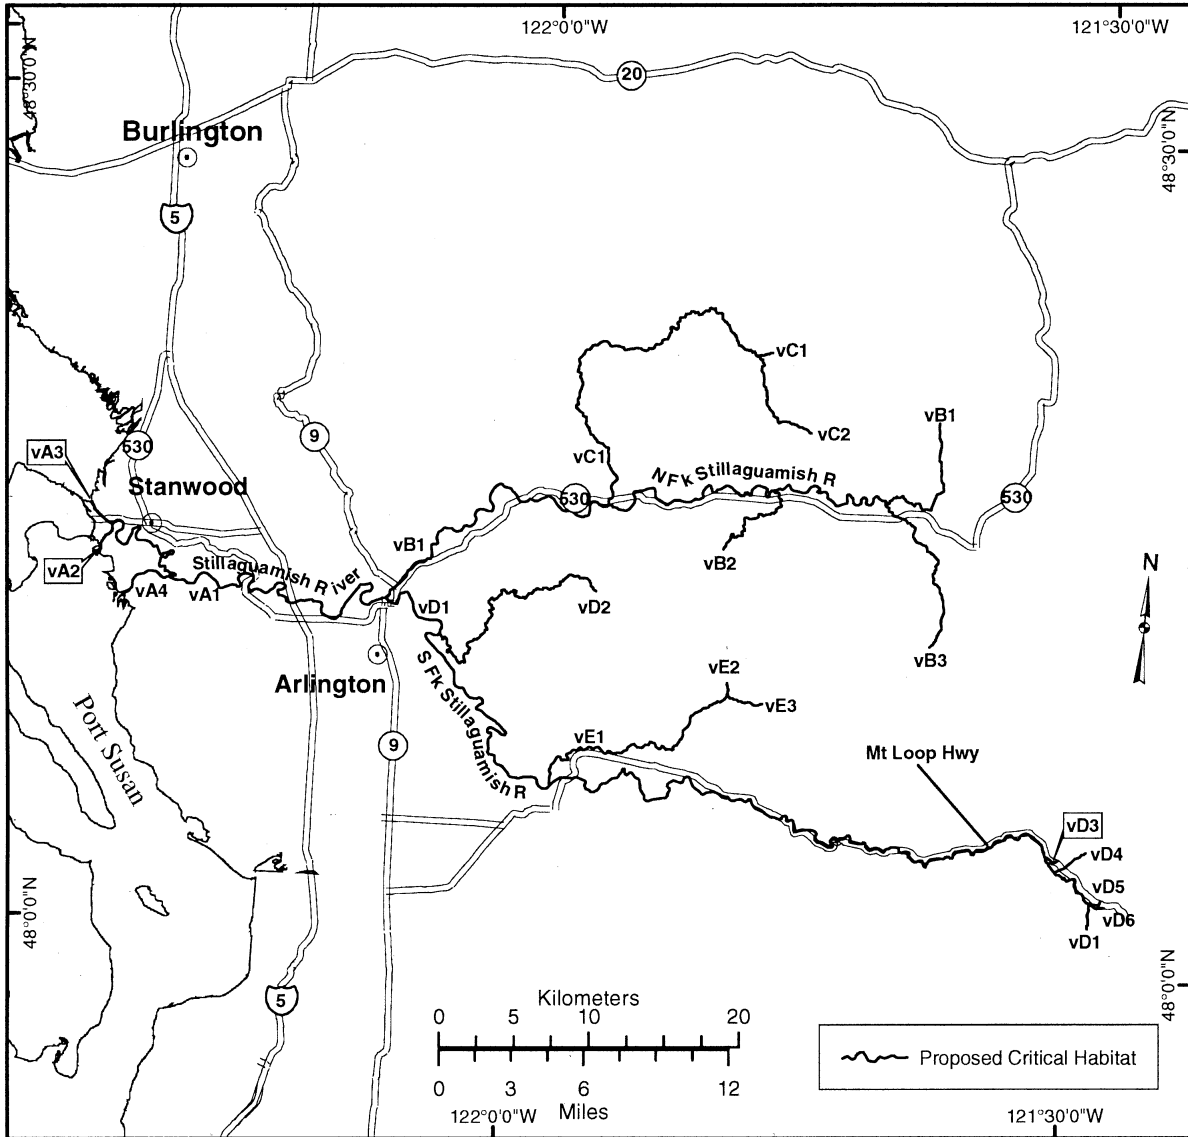 122°0'0"W
121°30'0"W
48°30'0"N
20
Burlington
48°30'0"N
5
vC1
vB1
vC2
9
530
vA3
vC1
N Fk Stillaguamish R
Stanwood
530
530
vB1
vB2
Stillaguamish River
vA2
vA4
vA1
vD1
vD2
N
vB3
S Fk Stillaguamish R
vE2
Arlington
vE3
Port Susan
vE1
9
Mt Loop Hwy
vD3
vD4
vD5
vD6
vD1
48°0'0"N
48°0'0"N
5
Kilometers
0 5 10 20
0 3 6 12
Miles
Proposed Critical Habitat
122°0'0"W
121°30'0"W